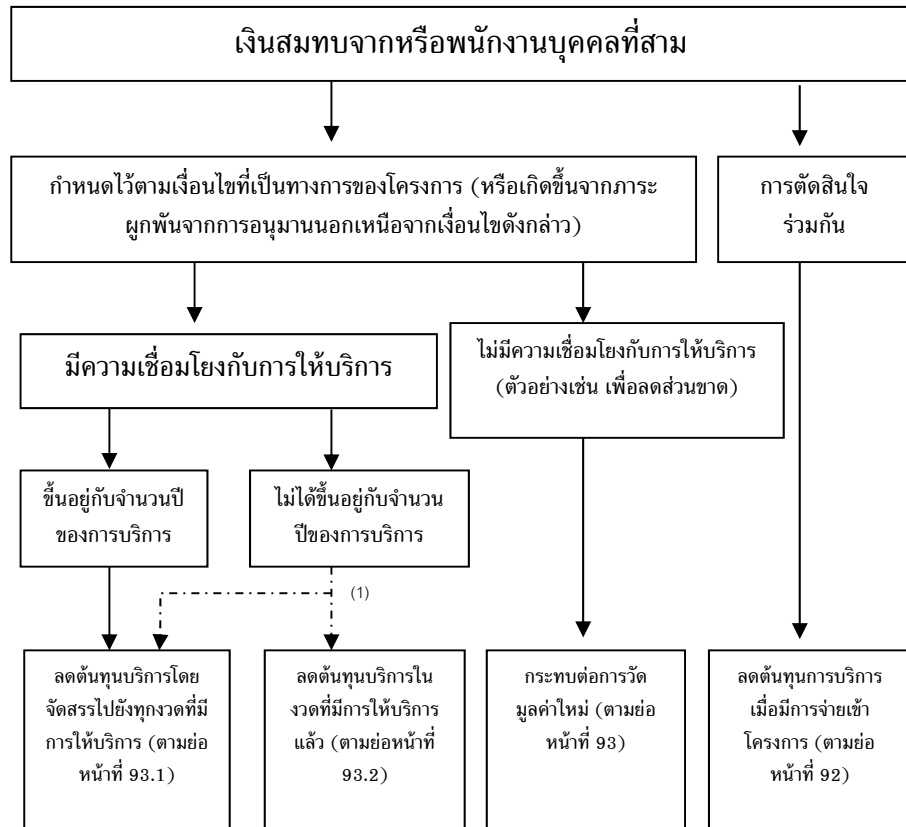 เงินสมทบจากหรือพนักงานบุคคลที่สาม
กำหนดไว้ตามเงื่อนไขที่เป็นทางการของโครงการ (หรือเกิดขึ้นจากภาระ
ผูกพันจากการอนุมานนอกเหนือจากเงื่อนไขดังกล่าว)
การตัดสินใจ
ร่วมกัน
มีความเชื่อมโยงกับการให้บริการ
ไม่มีความเชื่อมโยงกับการให้บริการ
(ตัวอย่างเช่น เพื่อลดส่วนขาด)
ขึ้นอยู่กับจำนวนปี
ของการบริการ
ไม่ได้ขึ้นอยู่กับจำนวน
ปีของการบริการ
(1)
ลดต้นทุนบริการโดย
จัดสรรไปยังทุกงวดที่มี
การให้บริการ (ตามย่อ
หน้าที่ 93.1)
ลดต้นทุนบริการใน
งวดที่มีการให้บริการ
แล้ว (ตามย่อหน้าที่
93.2)
กระทบต่อการวัด
มูลค่าใหม่ (ตามย่อ
หน้าที่ 93)
ลดต้นทุนการบริการ
เมื่อมีการจ่ายเข้า
โครงการ (ตามย่อ
หน้าที่ 92)